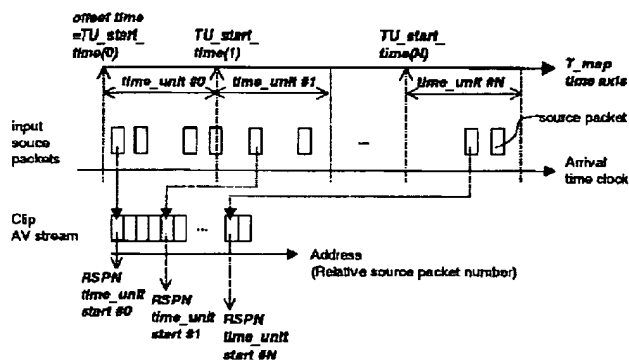 offset time
=TU_start_
time(0)
TU_start_
time(1)
TU_start_
time(N)
T_map
time axis
time_unit #0
time_unit #1
time_unit #N
source packet
input
souce
packets
Arrival
time clock
Clip
AV stream
...
Address
(Relative source packet number)
RSPN
time_unit
start #0
RSPN
time_unit
start #1
RSPN
time_unit
start #N